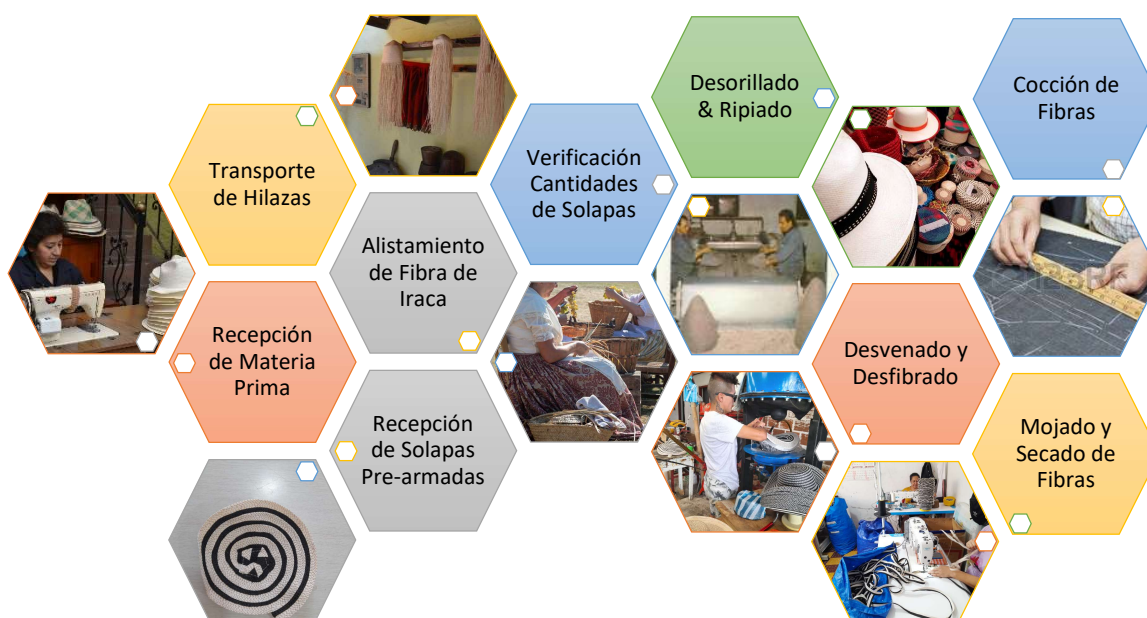 Transporte
de Hilazas
Recepción
de Materia
Prima
Alistamiento
de Fibra de
Iraca
Recepción
de Solapas
Pre-armadas
Verificación
Cantidades
de Solapas
Desorillado
& Ripiado
Desvenado y
Desfibrado
Cocción de
Fibras
Mojado y
Secado de
Fibras